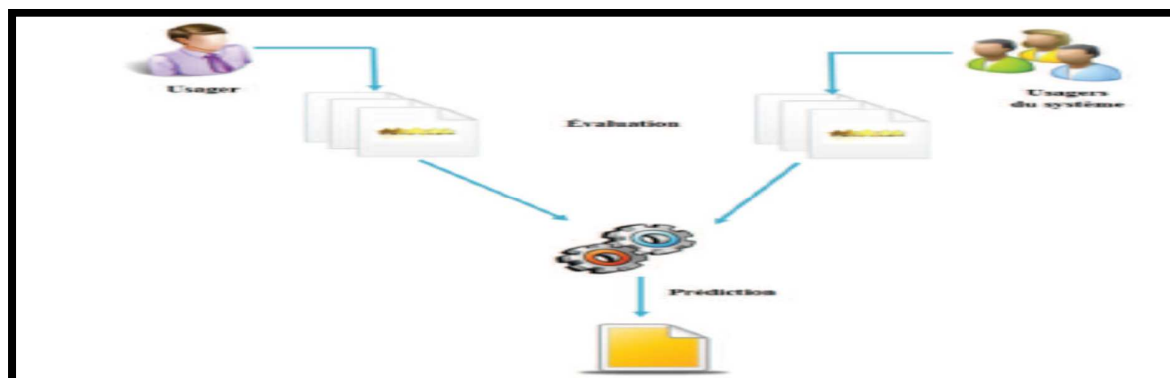 Usager
Évaluation
Usagers
du système
Prédiction